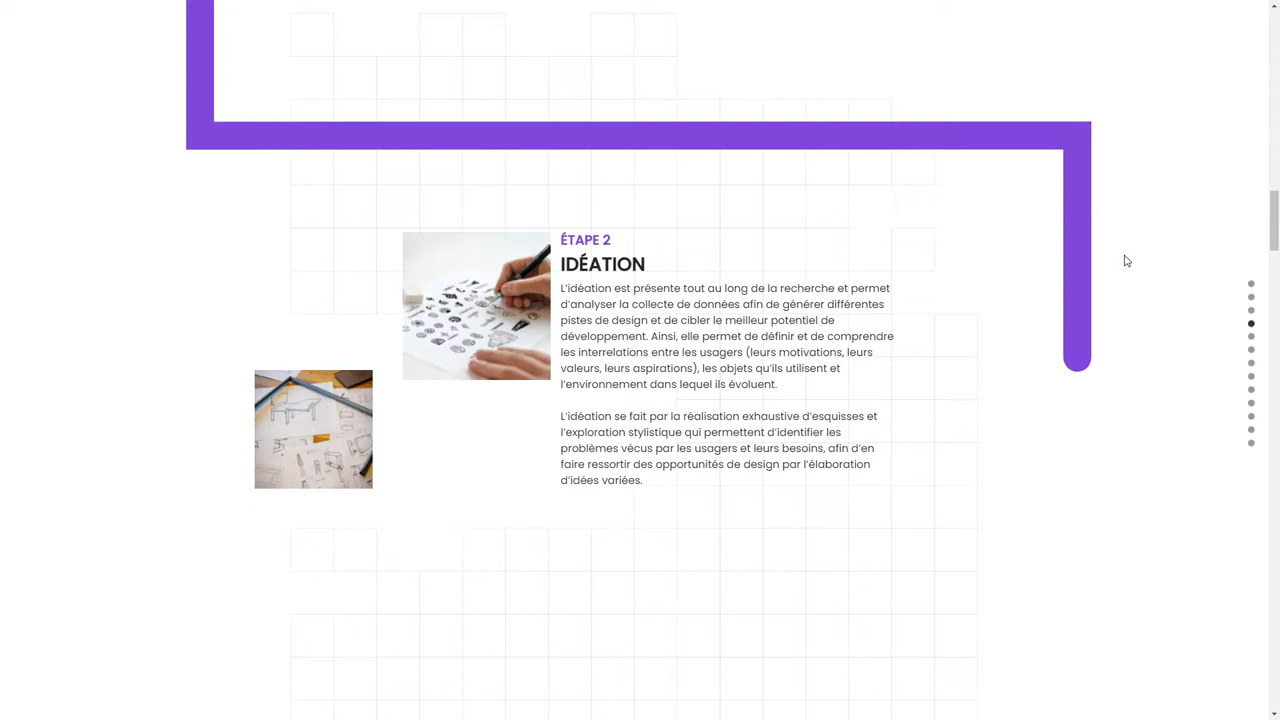 ÉTAPE 2
IDÉATION
L’idéation est présente tout au long de la recherche et permet
d’analyser la collecte de données afin de générer différentes
pistes de design et de cibler le meilleur potentiel de
développement. Ainsi, elle permet de définir et de comprendre
les interrelations entre les usagers (leurs motivations, leurs
valeurs, leurs aspirations), les objets qu’ils utilisent et
l’environnement dans lequel ils évoluent.
L’idéation se fait par la réalisation exhaustive d’esquisses et
l’exploration stylistique qui permettent d’identifier les
problèmes vécus par les usagers et leurs besoins, afin d’en
faire ressortir des opportunités de design par l’élaboration
d’idées variées.